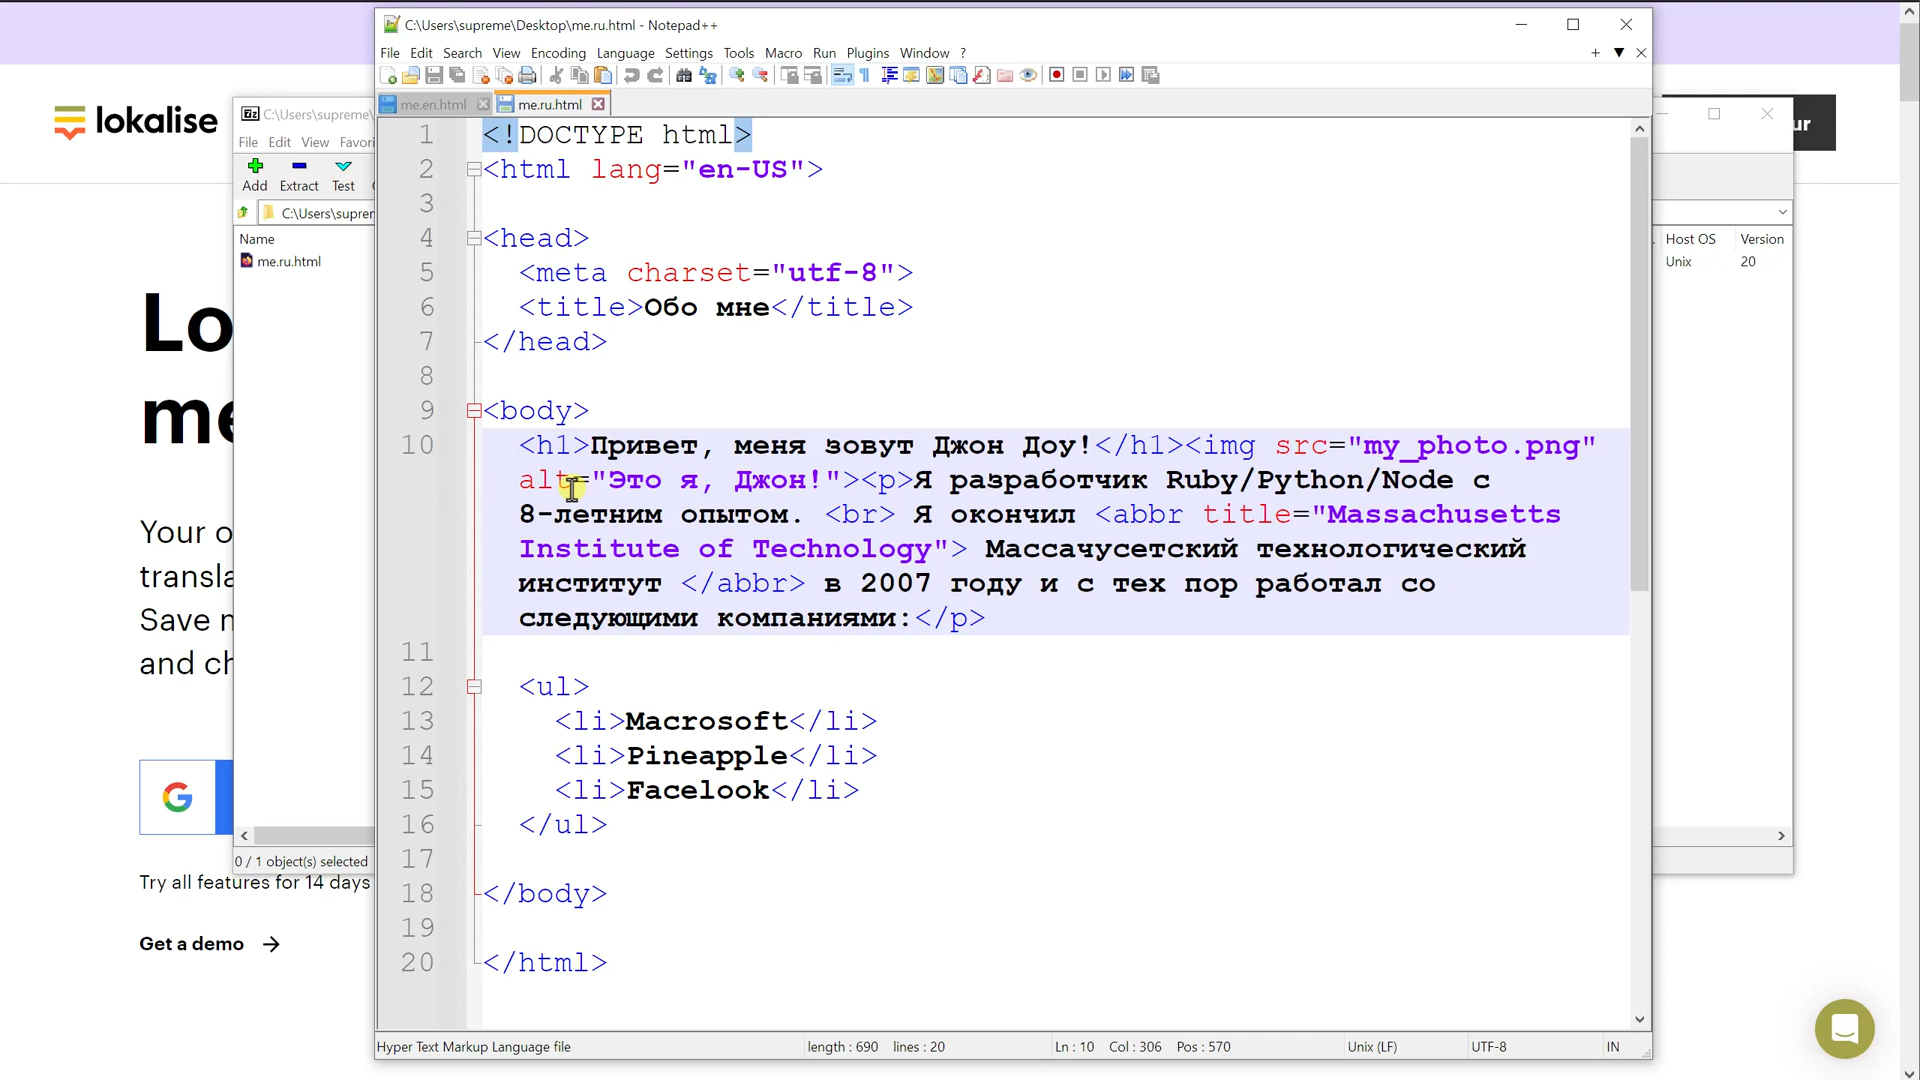 C:\Users\supreme\Desktop\me.ru.html - Notepad++
File Edit Search View Encoding Language Settings Tools Macro Run Plugins Window ?
me.en.html me.ru.html
1 <!DOCTYPE html>
2 <html lang="en-US">
3
4 <head>
5 <meta charset="utf-8">
6 <title>Обо мне</title>
7 </head>
8
9 <body>
10 <h1>Привет, меня зовут Джон Доу!</h1><img src="my_photo.png"
alt="Это я, Джон!"><p>Я разработчик Ruby/Python/Node с
8-летним опытом. <br> Я окончил <abbr title="Massachusetts
Institute of Technology"> Массачусетский технологический
институт </abbr> в 2007 году и с тех пор работал со
следующими компаниями:</p>
11
12 <ul>
13 <li>Macrosoft</li>
14 <li>Pineapple</li>
15 <li>Facelook</li>
16 </ul>
17
18 </body>
19
20 </html>
Hyper Text Markup Language file length : 690 lines : 20 Ln : 10 Col : 306 Pos : 570 Unix (LF) UTF-8 IN
lokalise
C:\Users\supreme\
File Edit View Favori
Add Extract Test
C:\Users\suprem
Name
me.ru.html
0 / 1 object(s) selected
Host OS Version
Unix 20
ur
Lo
me
Your o
transla
Save m
and ch
G
Try all features for 14 days
Get a demo